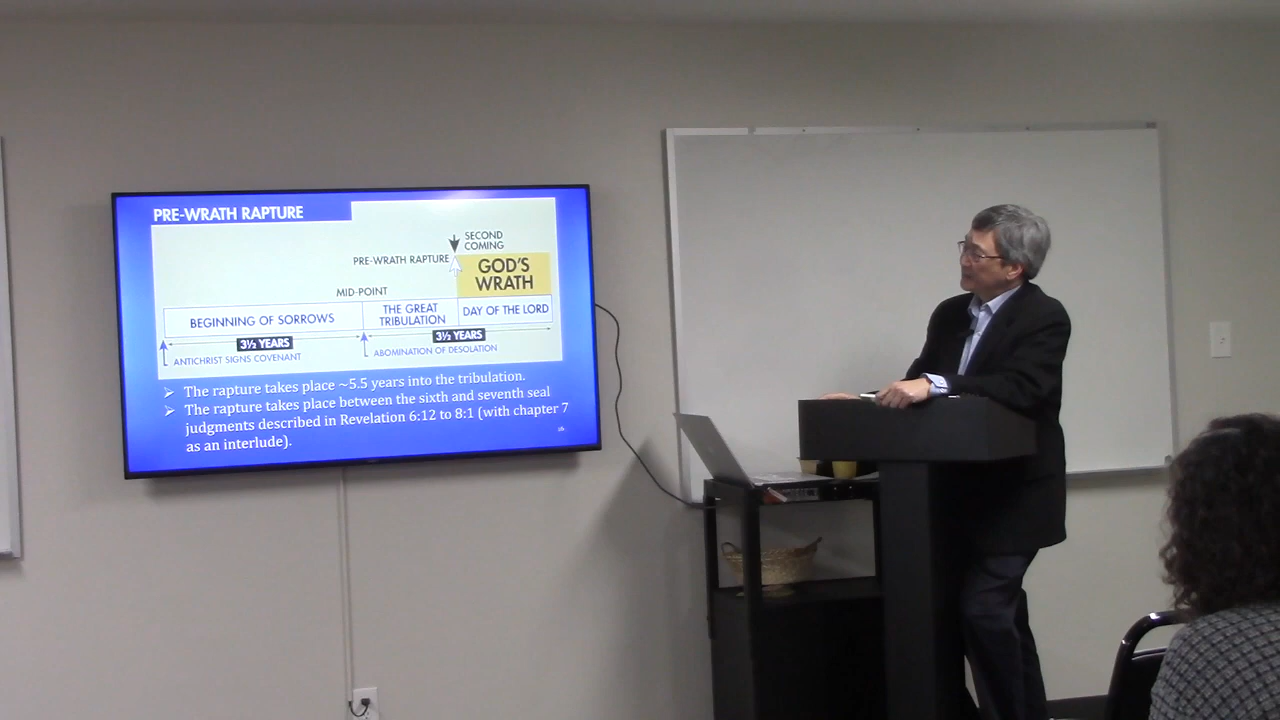 PRE-WRATH RAPTURE
SECOND
COMING
PRE-WRATH RAPTURE
GOD'S
WRATH
MID-POINT
BEGINNING OF SORROWS
THE GREAT
TRIBULATION
DAY OF THE LORD
3½ YEARS
3½ YEARS
ANTICHRIST SIGNS COVENANT
ABOMINATION OF DESOLATION
➢ The rapture takes place ~5.5 years into the tribulation.
➢ The rapture takes place between the sixth and seventh seal
judgments described in Revelation 6:12 to 8:1 (with chapter 7
as an interlude).